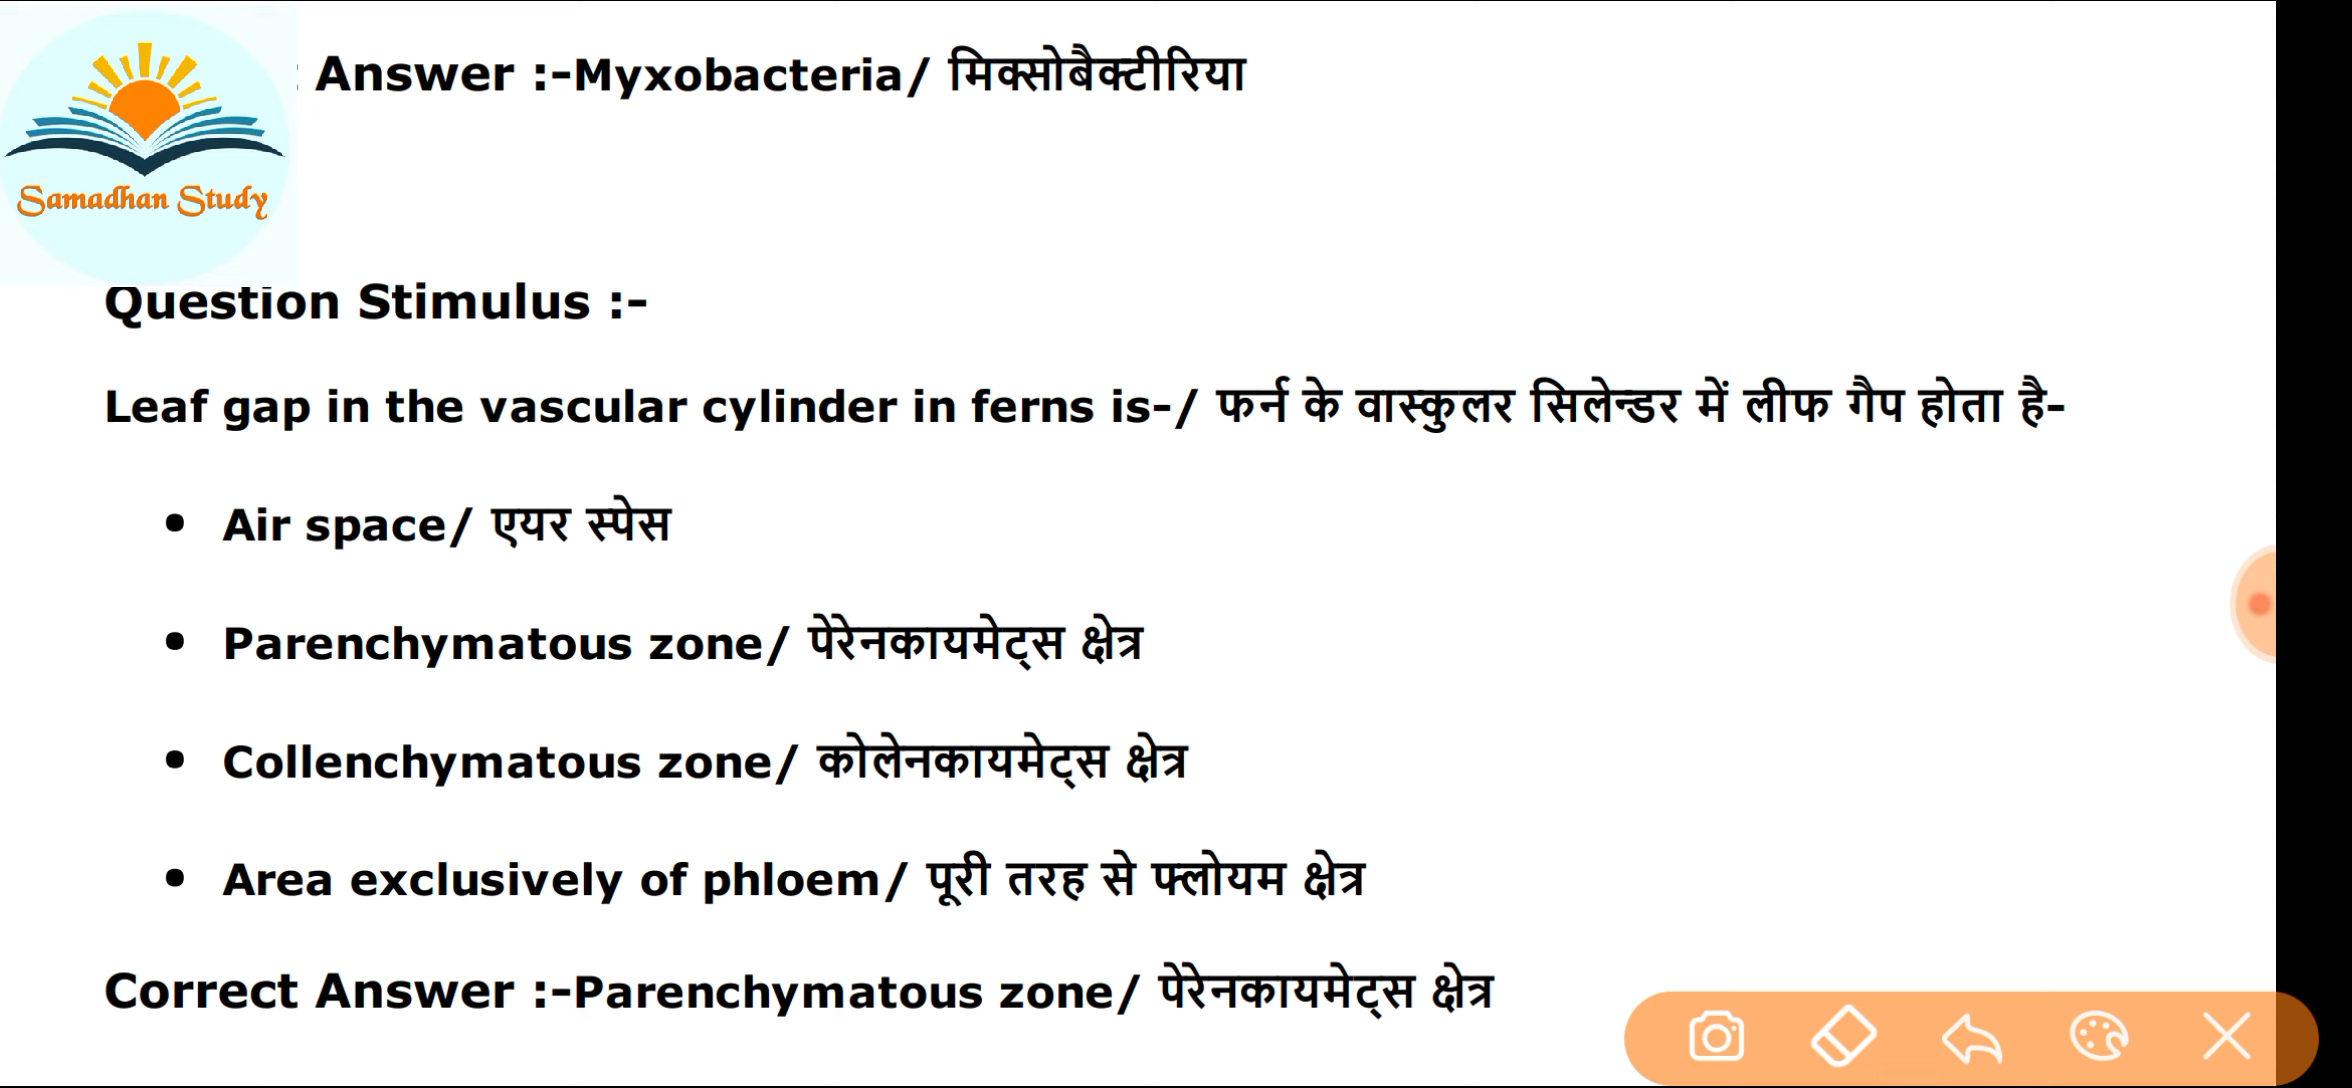 : Answer :-Myxobacteria/ मिक्सोबैक्टीरिया
Samadhan Study
Question Stimulus :-
Leaf gap in the vascular cylinder in ferns is-/ फर्न के वास्कुलर सिलेन्डर में लीफ गैप होता है-
• Air space/ एयर स्पेस
• Parenchymatous zone/ पेरेनकायमेट्स क्षेत्र
• Collenchymatous zone/ कोलेनकायमेट्स क्षेत्र
• Area exclusively of phloem/ पूरी तरह से फ्लोयम क्षेत्र
Correct Answer :-Parenchymatous zone/ पेरेनकायमेट्स क्षेत्र